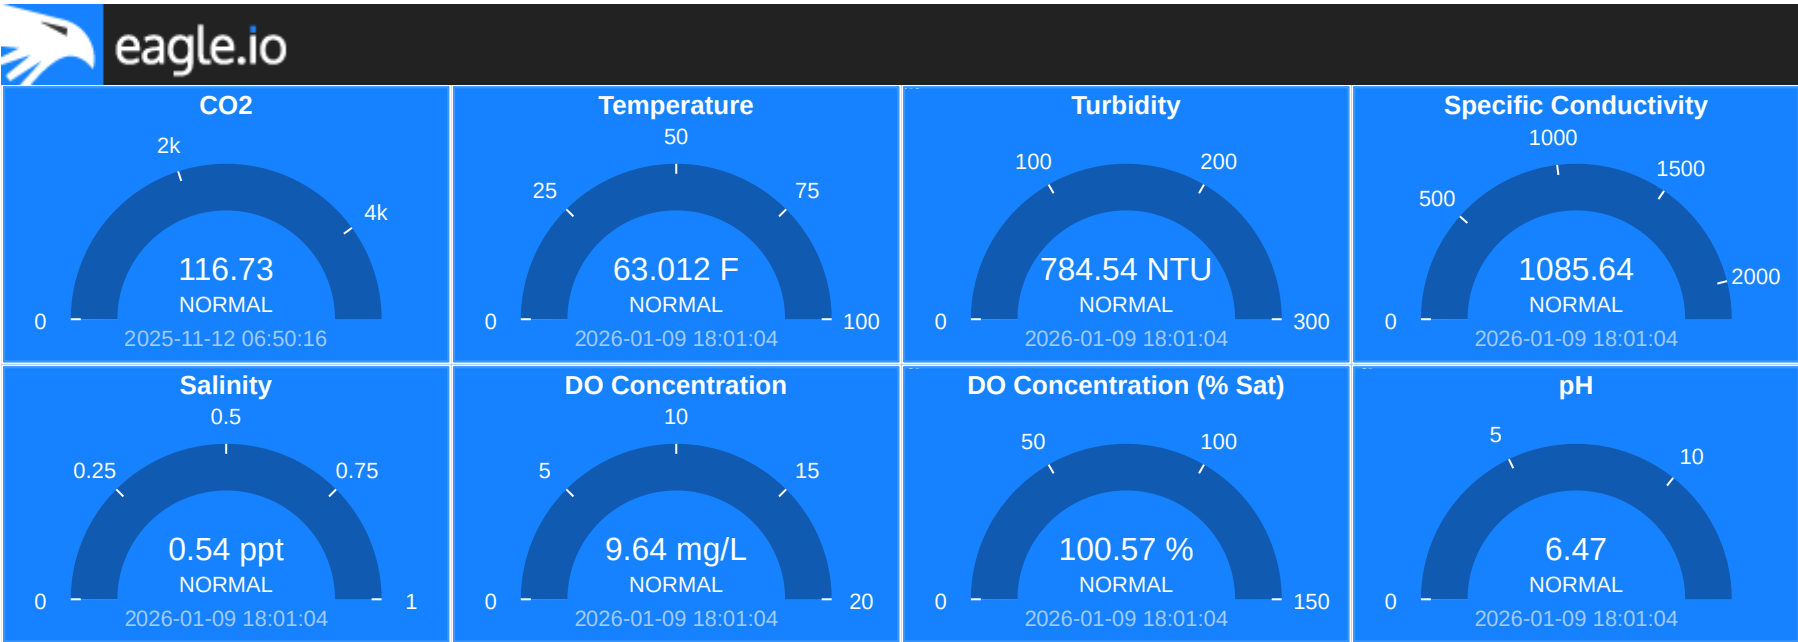 eagle.io
CO2
2k
4k
0
116.73
NORMAL
2025-11-12 06:50:16
Temperature
50
25
75
0
100
63.012 F
NORMAL
2026-01-09 18:01:04
Turbidity
100
200
0
300
784.54 NTU
NORMAL
2026-01-09 18:01:04
Specific Conductivity
1000
1500
500
2000
0
1085.64
NORMAL
2026-01-09 18:01:04
Salinity
0.5
0.25
0.75
0
1
0.54 ppt
NORMAL
2026-01-09 18:01:04
DO Concentration
10
5
15
0
20
9.64 mg/L
NORMAL
2026-01-09 18:01:04
DO Concentration (% Sat)
50
100
0
150
100.57 %
NORMAL
2026-01-09 18:01:04
pH
5
10
0
6.47
NORMAL
2026-01-09 18:01:04